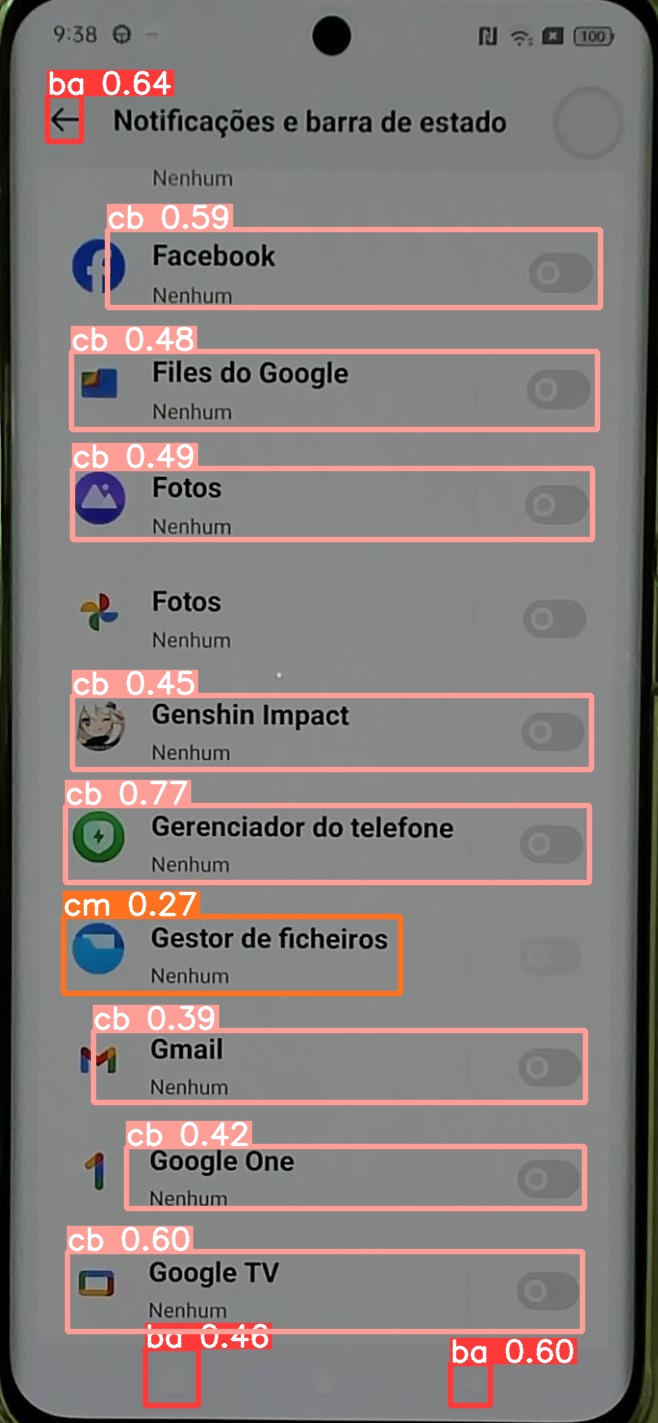 9:38
100
ba 0.64
Notificações e barra de estado
Nenhum
cb 0.59
Facebook
Nenhum
cb 0.48
Files do Google
Nenhum
cb 0.49
Fotos
Nenhum
Fotos
Nenhum
cb 0.45
Genshin Impact
Nenhum
cb 0.77
Gerenciador do telefone
Nenhum
cm 0.27
Gestor de ficheiros
Nenhum
cb 0.39
Gmail
Nenhum
cb 0.42
Google One
Nenhum
cb 0.60
Google TV
Nenhum
ba 0.46
ba 0.60